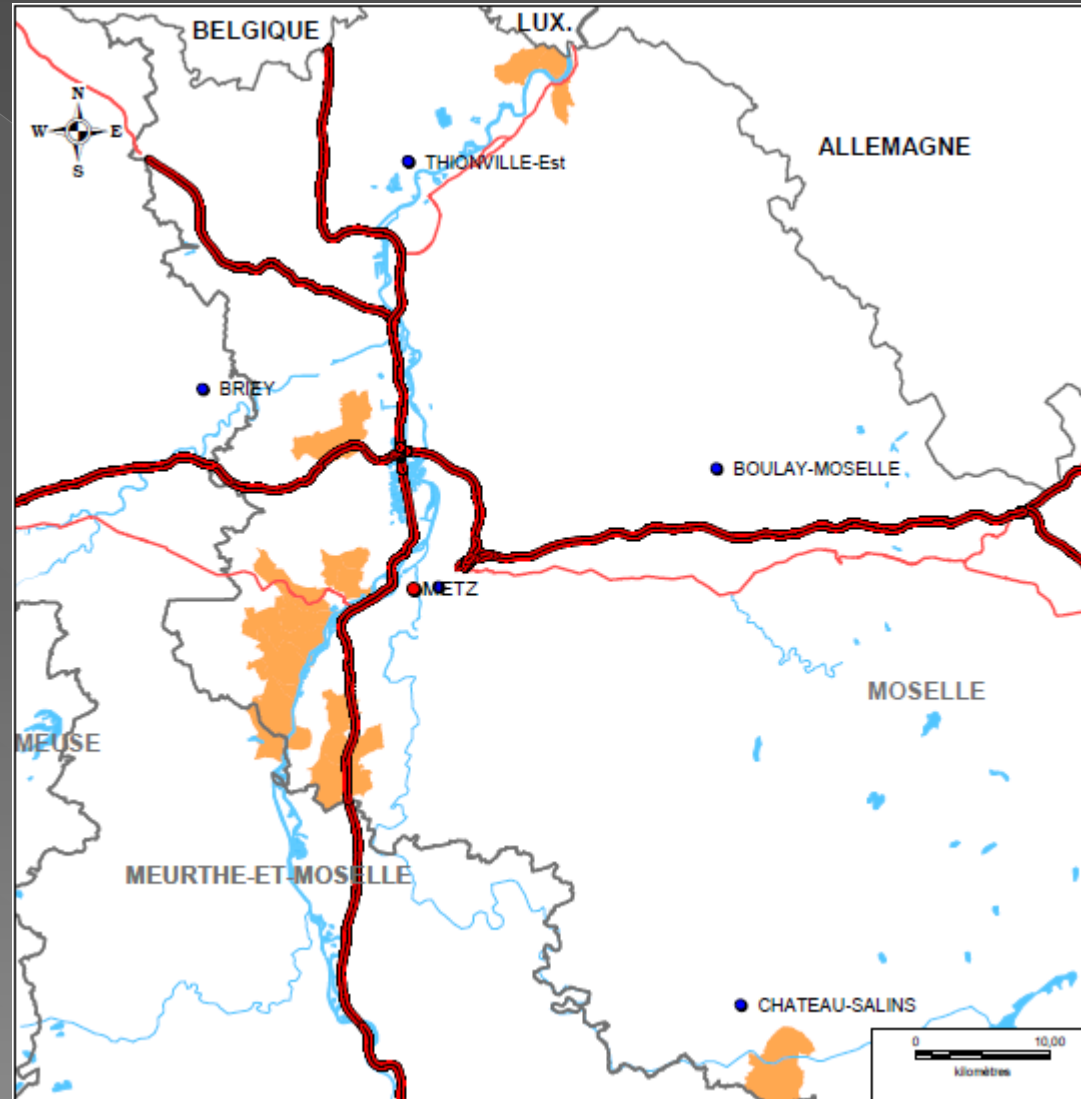 BELGIQUE
LUX.
N
W E
S
ALLEMAGNE
THIONVILLE-Est
BRIEY
BOULAY-MOSELLE
METZ
MOSELLE
MEUSE
MEURTHE-ET-MOSELLE
CHATEAU-SALINS
0 10,00
kilomètres